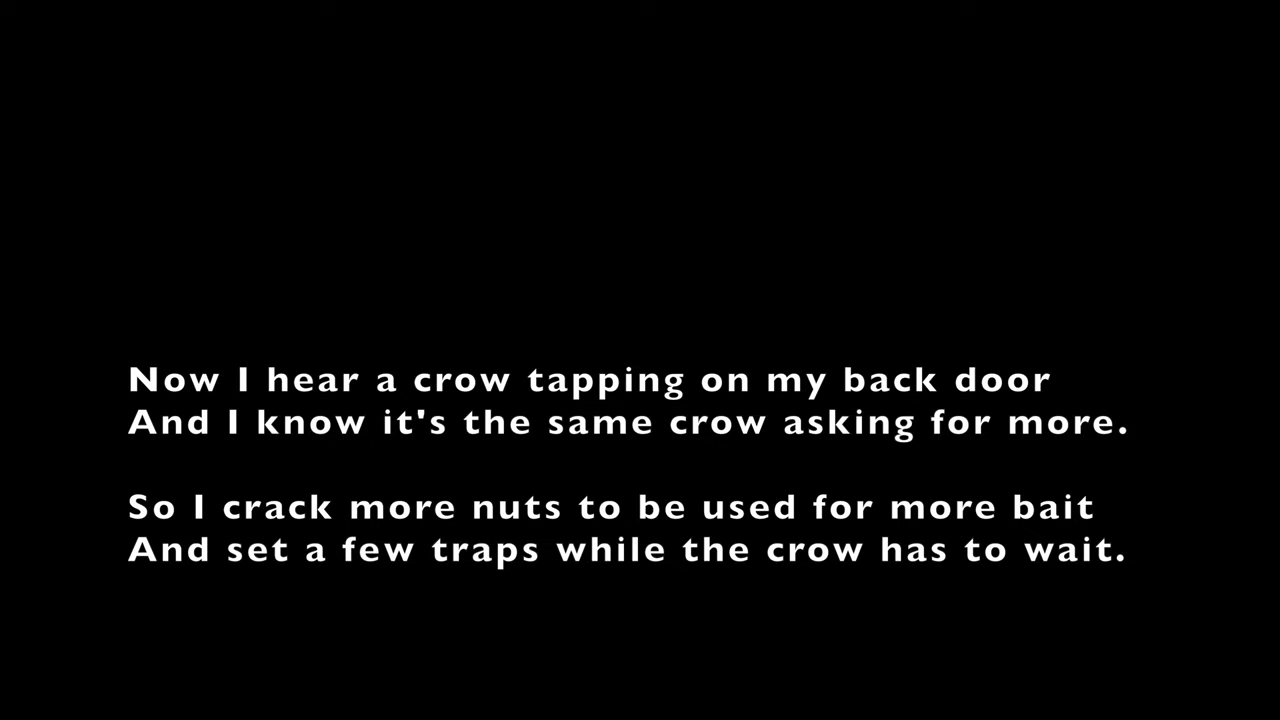 Now I hear a crow tapping on my back door
And I know it's the same crow asking for more.
So I crack more nuts to be used for more bait
And set a few traps while the crow has to wait.